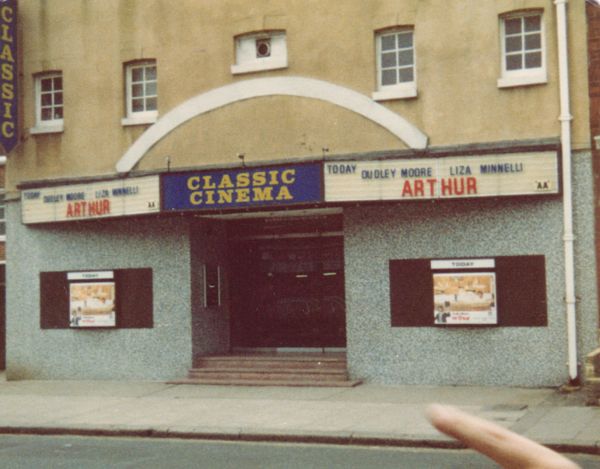 CLASSIC
TODAY DUDLEY MOORE LIZA MINNELLI
ARTHUR AA
CLASSIC
CINEMA
TODAY DUDLEY MOORE LIZA MINNELLI
ARTHUR "AA"
TODAY
TODAY